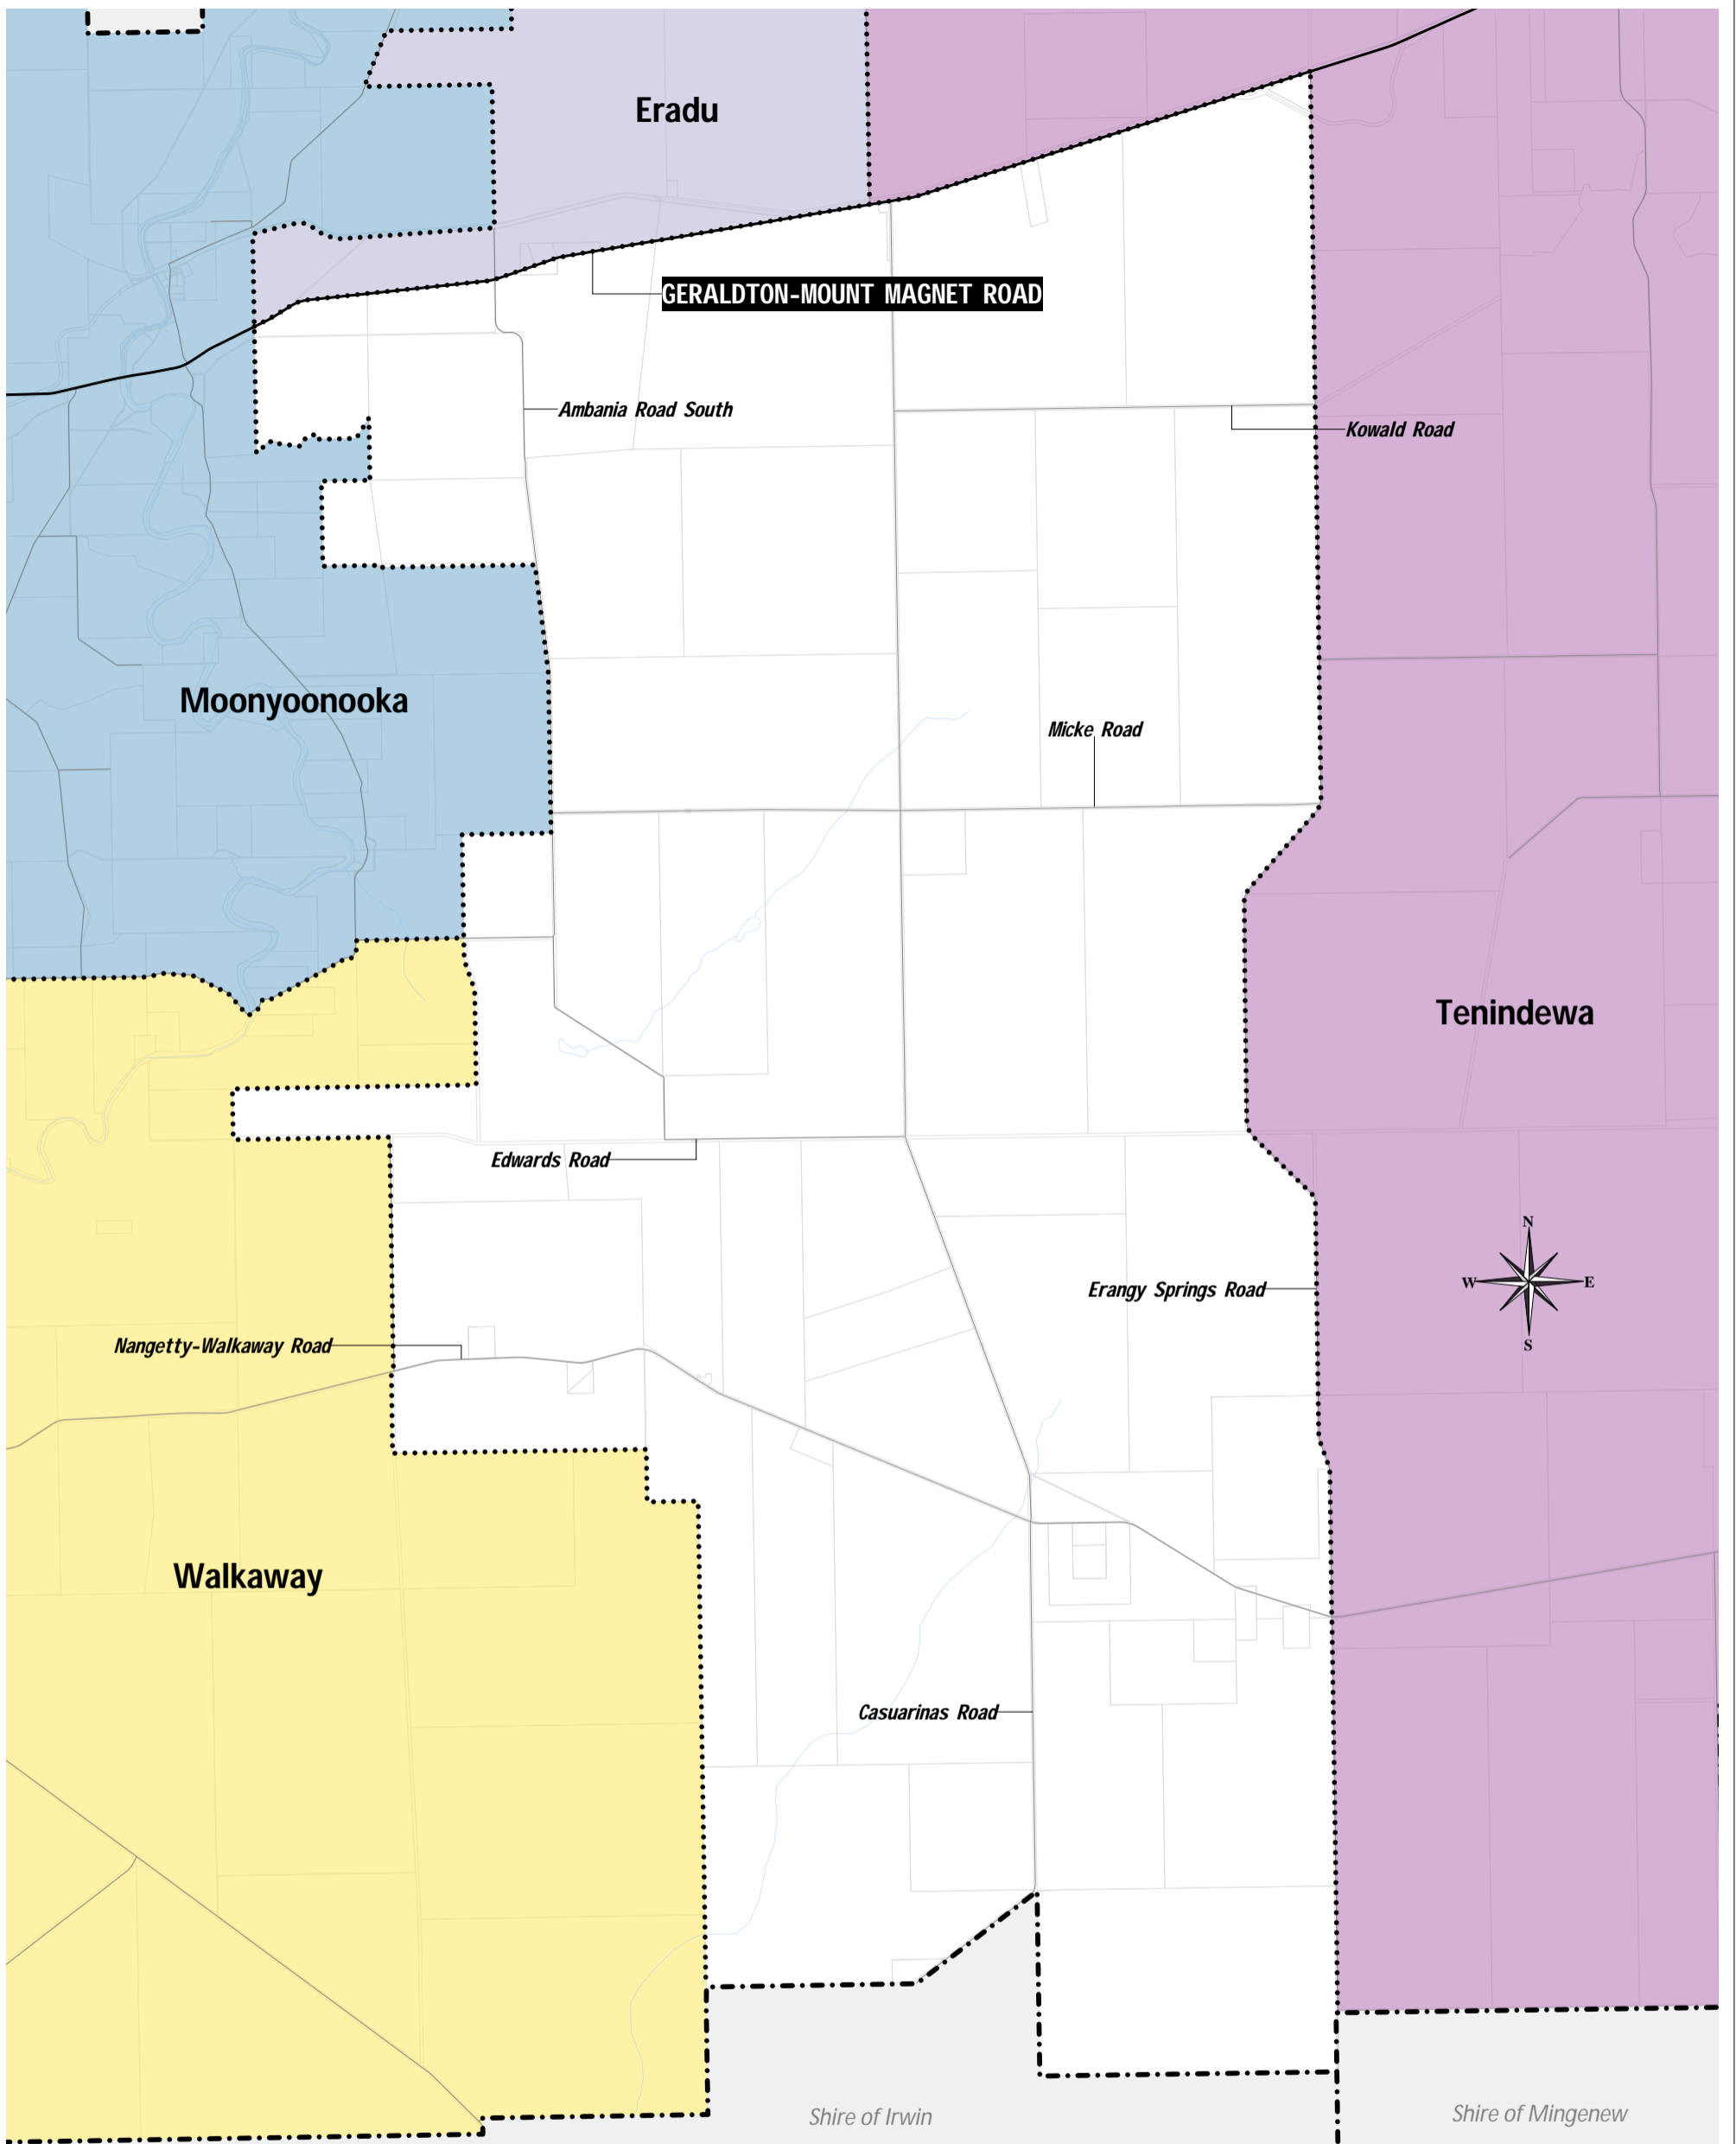 Eradu
GERALDTON-MOUNT MAGNET ROAD
Ambania Road South
Kowald Road
Moonyoonooka
Micke Road
Tenindewa
Edwards Road
N
W
E
S
Erangy Springs Road
Nangetty-Walkaway Road
Walkaway
Casuarinas Road
Shire of Irwin
Shire of Mingenew